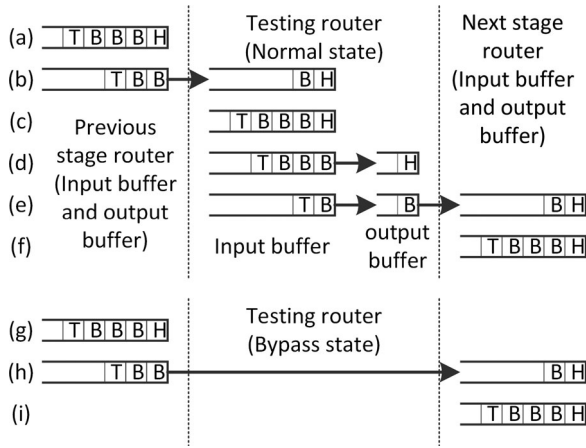 Testing router
(Normal state)
Next stage
router
(Input buffer
and output
buffer)
(a) T B B B H
(b) T B B B H
(c) T B B B H
Previous
stage router
(Input buffer
and output
buffer)
(d) T B B B H
(e) T B B B H
(f) T B B B H
Input buffer
output
buffer
Testing router
(Bypass state)
(g) T B B B H
(h) T B B B H
(i) T B B B H